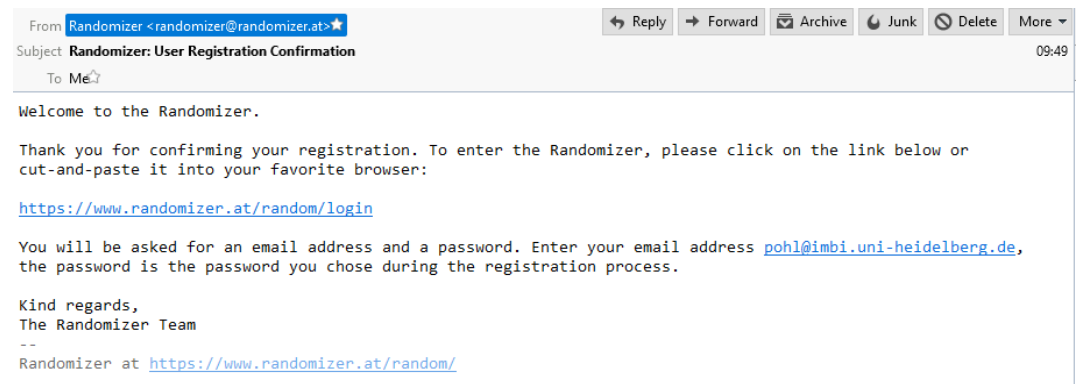 From Randomizer <randomizer@randomizer.at> Reply Forward Archive Junk Delete More
Subject Randomizer: User Registration Confirmation 09:49
To Me
Welcome to the Randomizer.
Thank you for confirming your registration. To enter the Randomizer, please click on the link below or
cut-and-paste it into your favorite browser:
https://www.randomizer.at/random/login
You will be asked for an email address and a password. Enter your email address pohl@imbi.uni-heidelberg.de,
the password is the password you chose during the registration process.
Kind regards,
The Randomizer Team
--
Randomizer at https://www.randomizer.at/random/